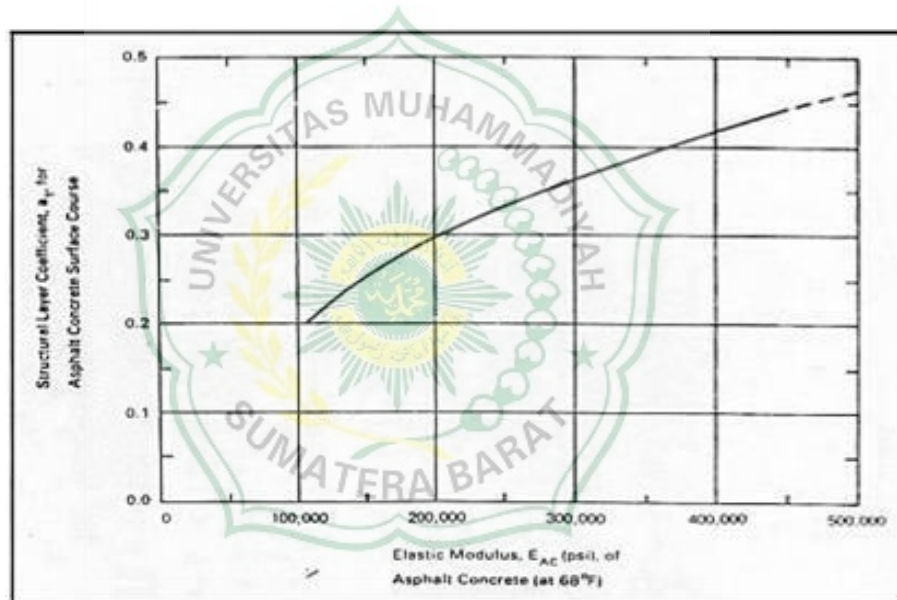 0.5
0.4
0.3
0.2
0.1
0.0
Structural Layer Coefficient, a₁, for
Asphalt Concrete Surface Course
0
100,000
200,000
300,000
400,000
500,000
Elastic Modulus, E_AC (psi), of
Asphalt Concrete (at 68°F)
UNIVERSITAS MUHAMMADIYAH
SUMATERA BARAT